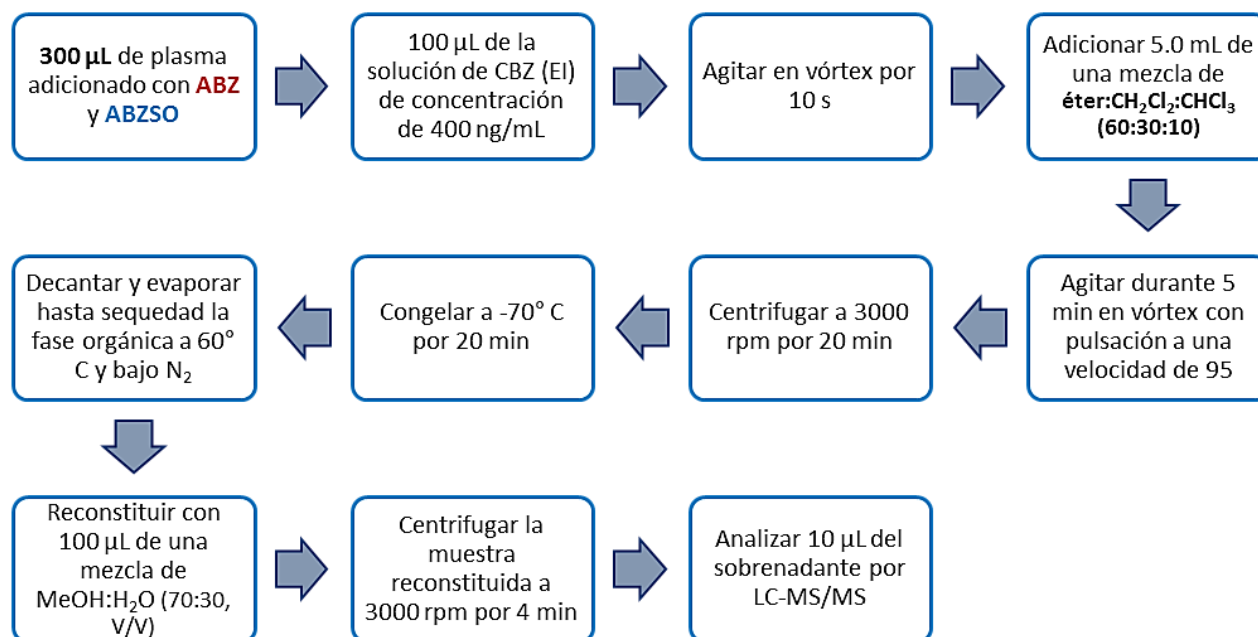 300 µL de plasma
adicionado con ABZ
y ABZSO
100 µL de la
solución de CBZ (EI)
de concentración
de 400 ng/mL
Agitar en vórtex por
10 s
Adicionar 5.0 mL de
una mezcla de
éter:CH₂Cl₂:CHCl₃
(60:30:10)
Agitar durante 5
min en vórtex con
pulsación a una
velocidad de 95
Centrifugar a 3000
rpm por 20 min
Congelar a -70° C
por 20 min
Decantar y evaporar
hasta sequedad la
fase orgánica a 60°
C y bajo N₂
Reconstituir con
100 µL de una
mezcla de
MeOH:H₂O (70:30,
V/V)
Centrifugar la
muestra
reconstituida a
3000 rpm por 4 min
Analizar 10 µL del
sobrenadante por
LC-MS/MS